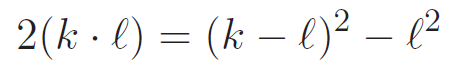 2(k · ℓ) = (k − ℓ)² − ℓ²